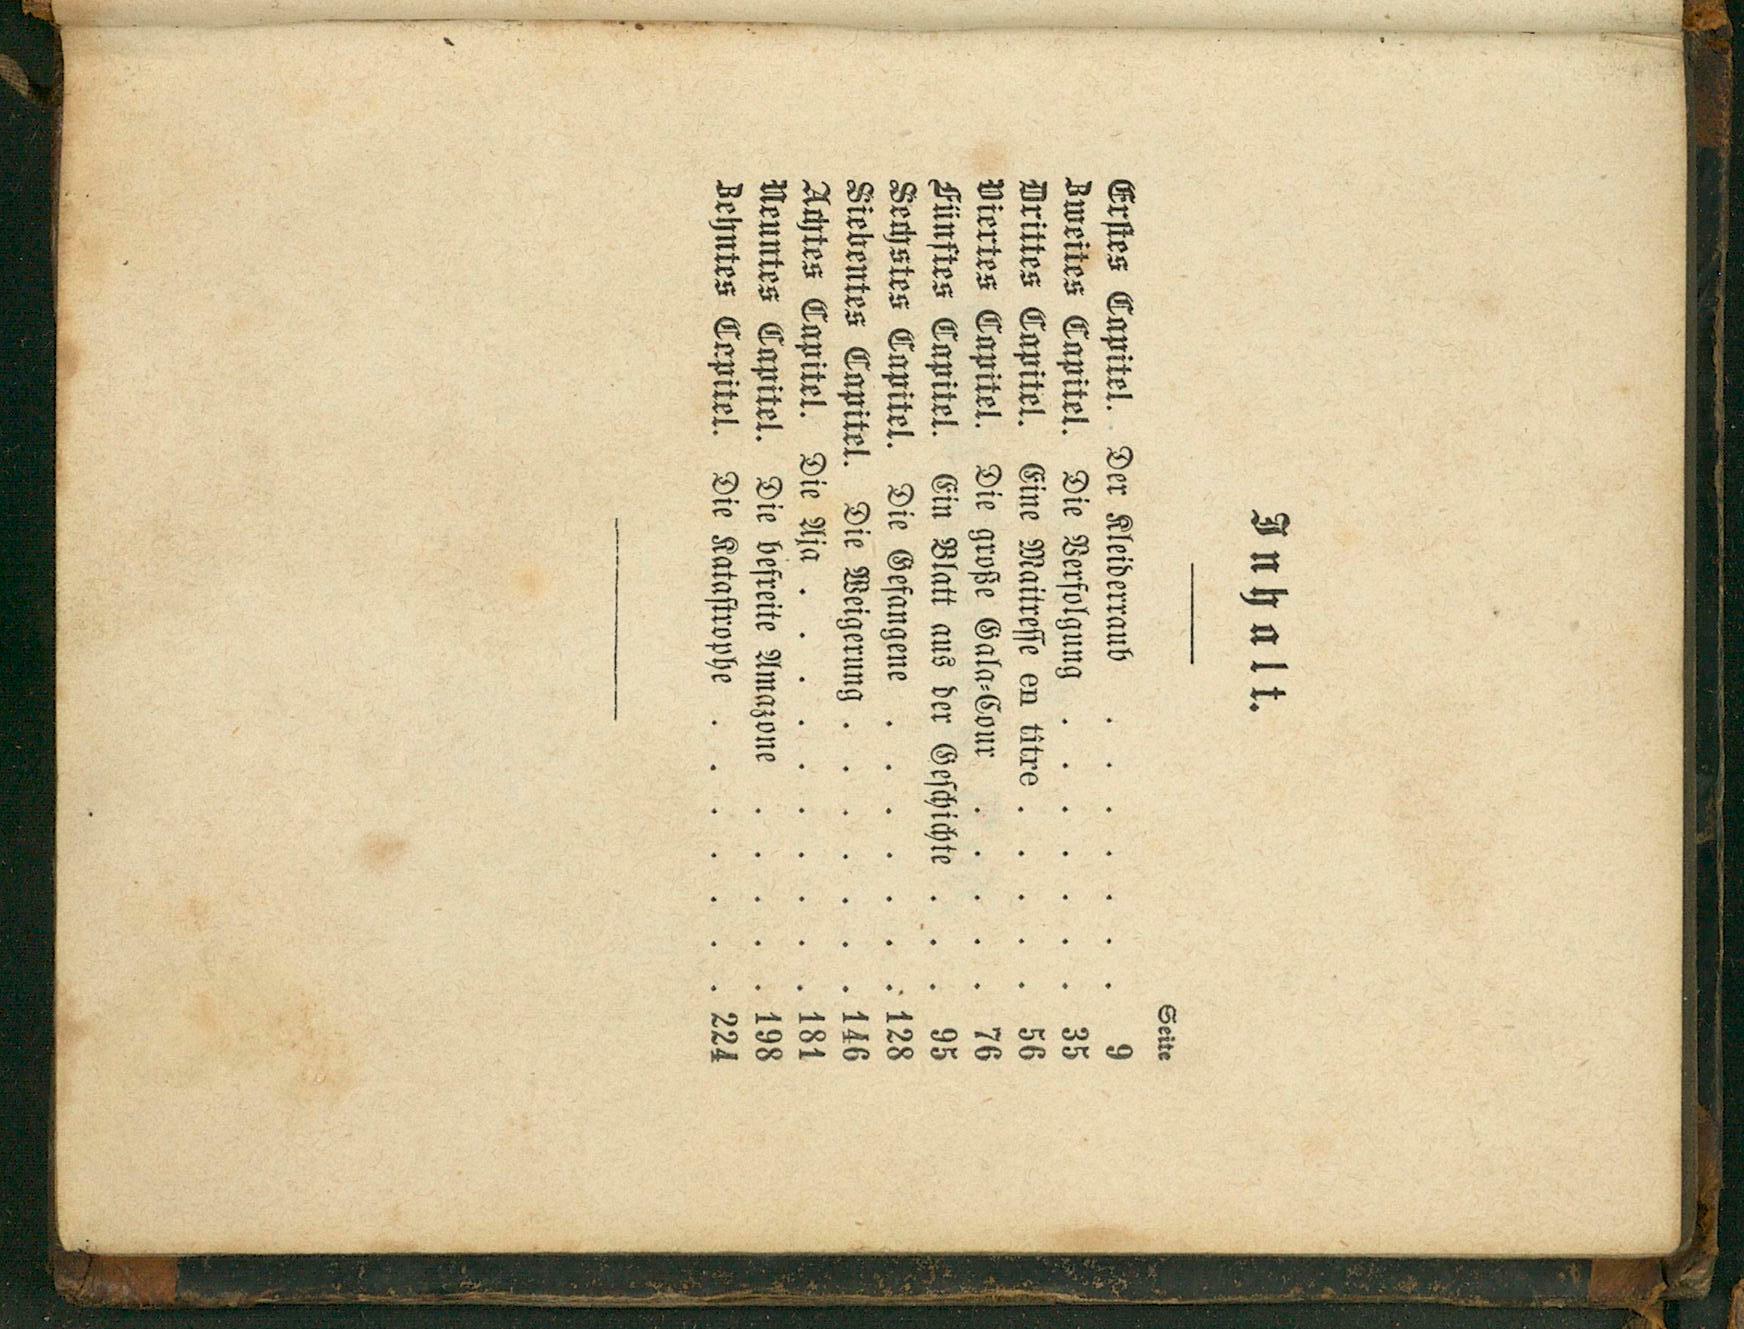 Inhalt.
Seite
Erstes Capitel. Der Kleiderraub . . . . . . . 9
Zweites Capitel. Die Verfolgung . . . . . . . 35
Drittes Capitel. Eine Maitresse en titre . . . . . 56
Viertes Capitel. Die große Gala-Cour . . . . . 76
Fünftes Capitel. Ein Blatt aus der Geschichte . . . 95
Sechstes Capitel. Die Gefangene . . . . . . . 128
Siebentes Capitel. Die Weigerung . . . . . . . 146
Achtes Capitel. Die Aja . . . . . . . . . . 181
Neuntes Capitel. Die befreite Amazone . . . . . 198
Zehntes Capitel. Die Katastrophe . . . . . . . 224